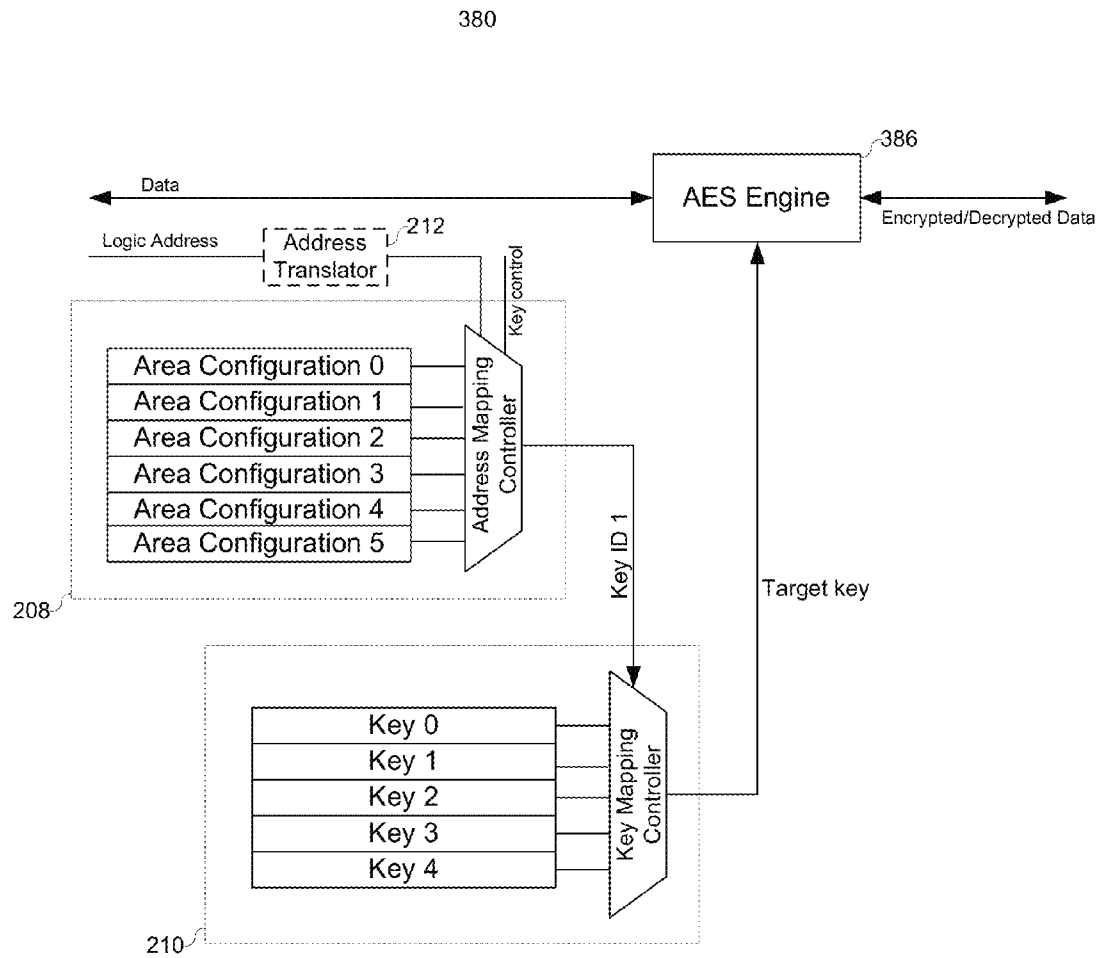 380
386
Data
AES Engine
Encrypted/Decrypted Data
212
Logic Address
Address
Translator
Key control
Area Configuration 0
Area Configuration 1
Area Configuration 2
Area Configuration 3
Area Configuration 4
Area Configuration 5
Address Mapping
Controller
Key ID 1
Target key
208
Key 0
Key 1
Key 2
Key 3
Key 4
Key Mapping
Controller
210